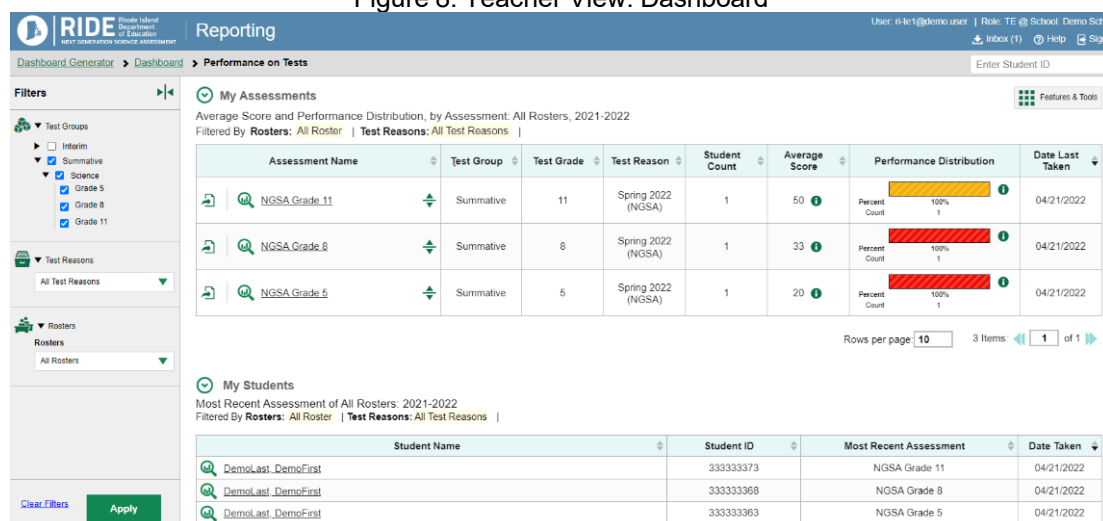 Figure 8. Teacher View: Dashboard
RIDE Rhode Island Department of Education
NEXT GENERATION SCIENCE ASSESSMENT
Reporting
User: ri-te1@demo.user | Role: TE @ School: Demo Sch
Inbox (1) Help Sig
Dashboard Generator > Dashboard > Performance on Tests
Enter Student ID
Filters
Test Groups
Interim
Summative
Science
Grade 5
Grade 8
Grade 11
Test Reasons
All Test Reasons
Rosters
Rosters
All Rosters
Clear Filters Apply
My Assessments
Features & Tools
Average Score and Performance Distribution, by Assessment: All Rosters, 2021-2022
Filtered By Rosters: All Roster | Test Reasons: All Test Reasons |
Assessment Name Test Group Test Grade Test Reason Student Count Average Score Performance Distribution Date Last Taken
NGSA Grade 11 Summative 11 Spring 2022 (NGSA) 1 50 Percent 100% Count 1 04/21/2022
NGSA Grade 8 Summative 8 Spring 2022 (NGSA) 1 33 Percent 100% Count 1 04/21/2022
NGSA Grade 5 Summative 5 Spring 2022 (NGSA) 1 20 Percent 100% Count 1 04/21/2022
Rows per page: 10 3 Items: 1 of 1
My Students
Most Recent Assessment of All Rosters: 2021-2022
Filtered By Rosters: All Roster | Test Reasons: All Test Reasons |
Student Name Student ID Most Recent Assessment Date Taken
DemoLast, DemoFirst 333333373 NGSA Grade 11 04/21/2022
DemoLast, DemoFirst 333333368 NGSA Grade 8 04/21/2022
DemoLast, DemoFirst 333333363 NGSA Grade 5 04/21/2022